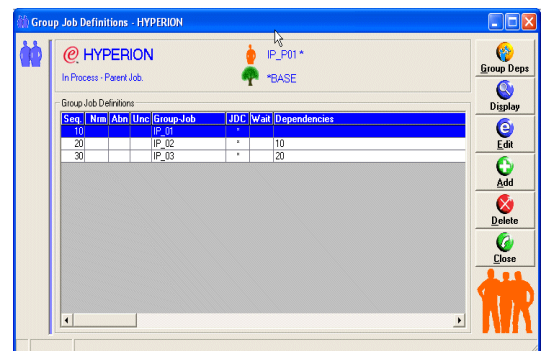 Group Job Definitions - HYPERION
HYPERION
IP_P01 *
In Process - Parent Job.
*BASE
Group Job Definitions
Seq. Nrm Abn Unc Group-Job JDC Wait Dependencies
10 IP_01 *
20 IP_02 * 10
30 IP_03 * 20
Group Deps
Display
Edit
Add
Delete
Close